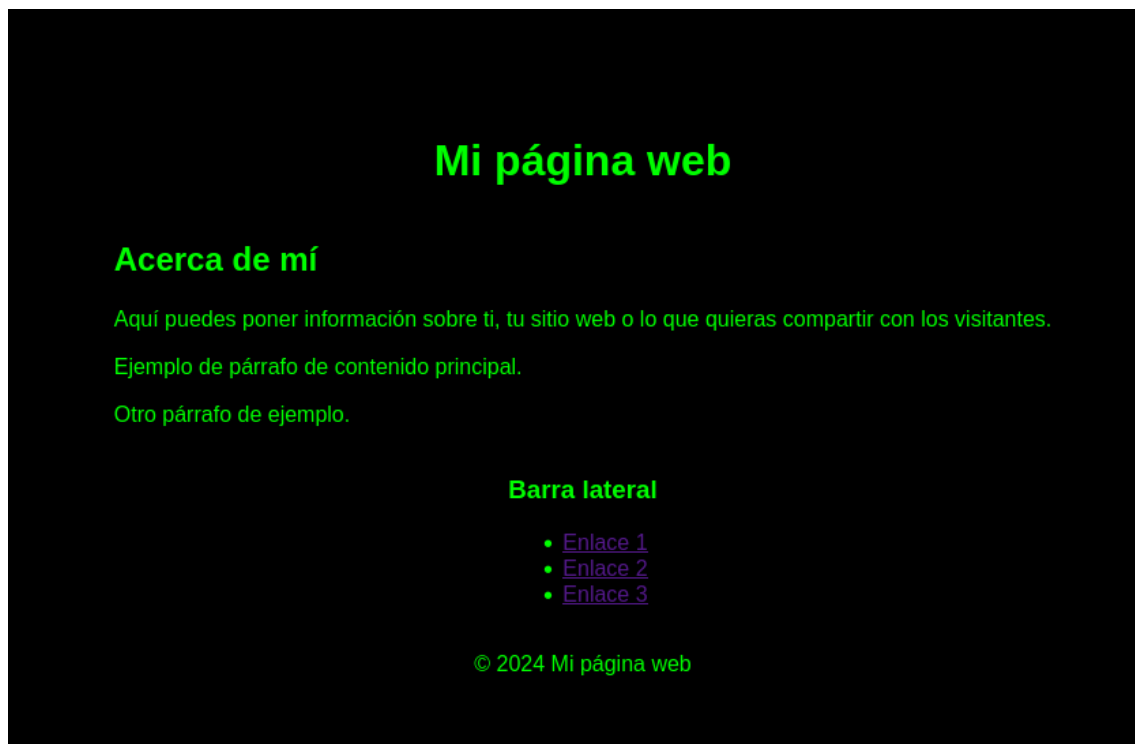 Mi página web
Acerca de mí
Aquí puedes poner información sobre ti, tu sitio web o lo que quieras compartir con los visitantes.
Ejemplo de párrafo de contenido principal.
Otro párrafo de ejemplo.
Barra lateral
• Enlace 1
• Enlace 2
• Enlace 3
© 2024 Mi página web